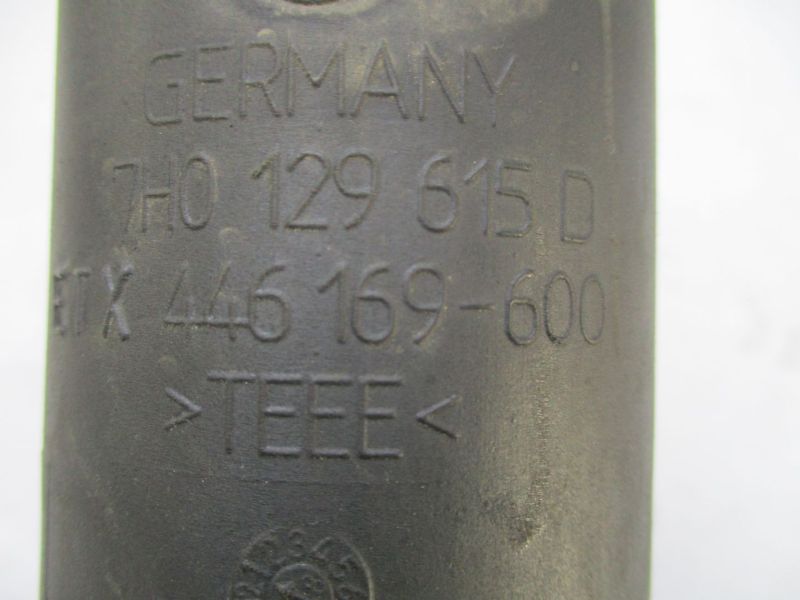 GERMANY
7H0 129 615 D
X 446 169-600
>TEEE<